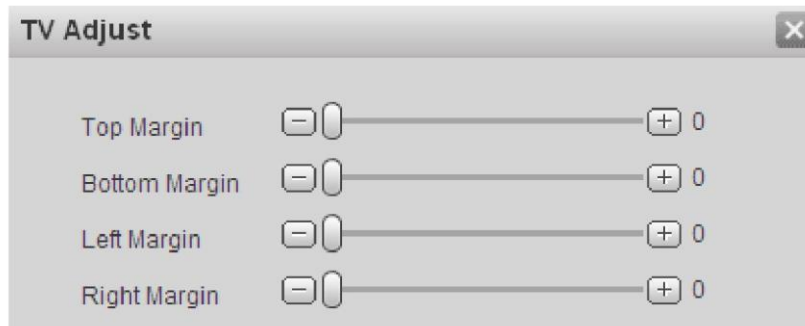 TV Adjust
Top Margin 0
Bottom Margin 0
Left Margin 0
Right Margin 0